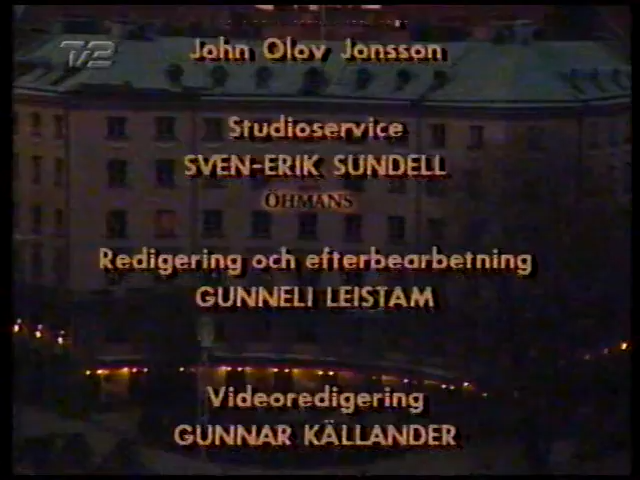 TV2
John Olov Jonsson
Studioservice
SVEN-ERIK SUNDELL
ÖHMANS
Redigering och efterbearbetning
GUNNELI LEISTAM
Videoredigering
GUNNAR KÄLLANDER